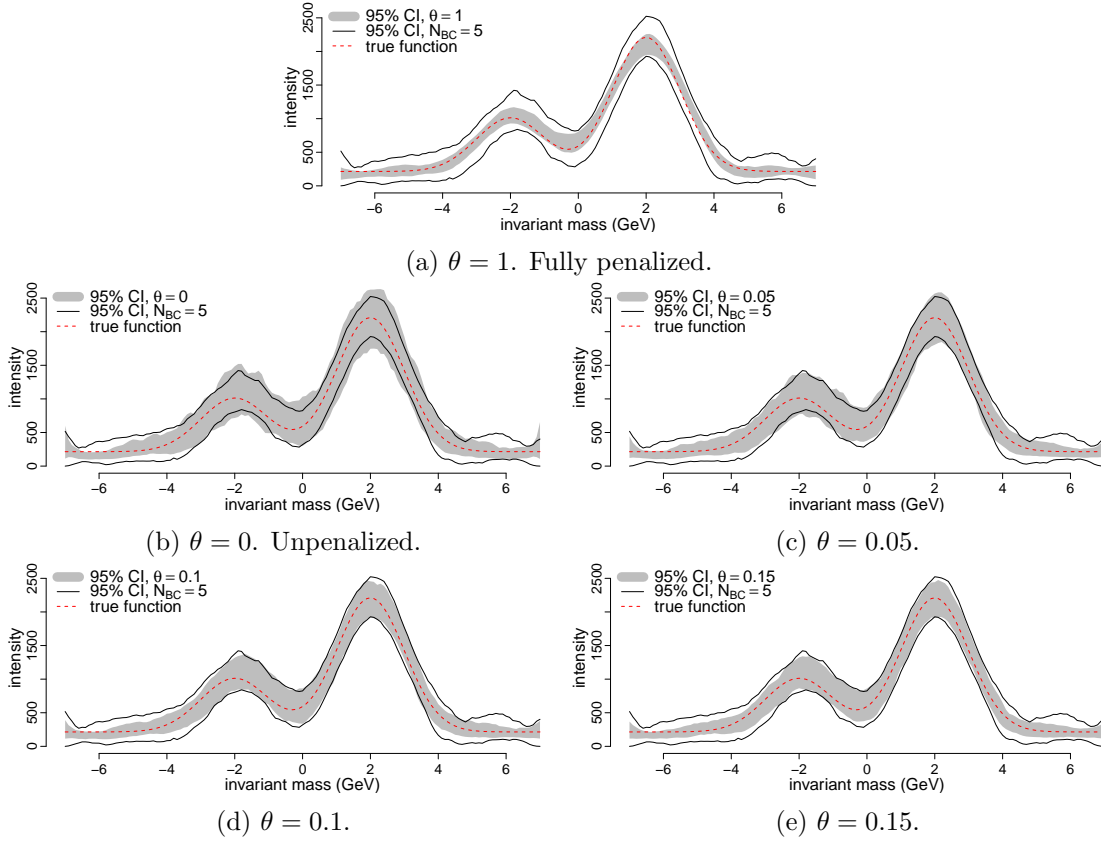 95% CI, θ = 1
95% CI, N_BC = 5
true function
intensity
0 500 1500 2500
−6 −4 −2 0 2 4 6
invariant mass (GeV)
(a) θ = 1. Fully penalized.
95% CI, θ = 0
95% CI, N_BC = 5
true function
intensity
0 500 1500 2500
−6 −4 −2 0 2 4 6
invariant mass (GeV)
(b) θ = 0. Unpenalized.
95% CI, θ = 0.05
95% CI, N_BC = 5
true function
intensity
0 500 1500 2500
−6 −4 −2 0 2 4 6
invariant mass (GeV)
(c) θ = 0.05.
95% CI, θ = 0.1
95% CI, N_BC = 5
true function
intensity
0 500 1500 2500
−6 −4 −2 0 2 4 6
invariant mass (GeV)
(d) θ = 0.1.
95% CI, θ = 0.15
95% CI, N_BC = 5
true function
intensity
0 500 1500 2500
−6 −4 −2 0 2 4 6
invariant mass (GeV)
(e) θ = 0.15.